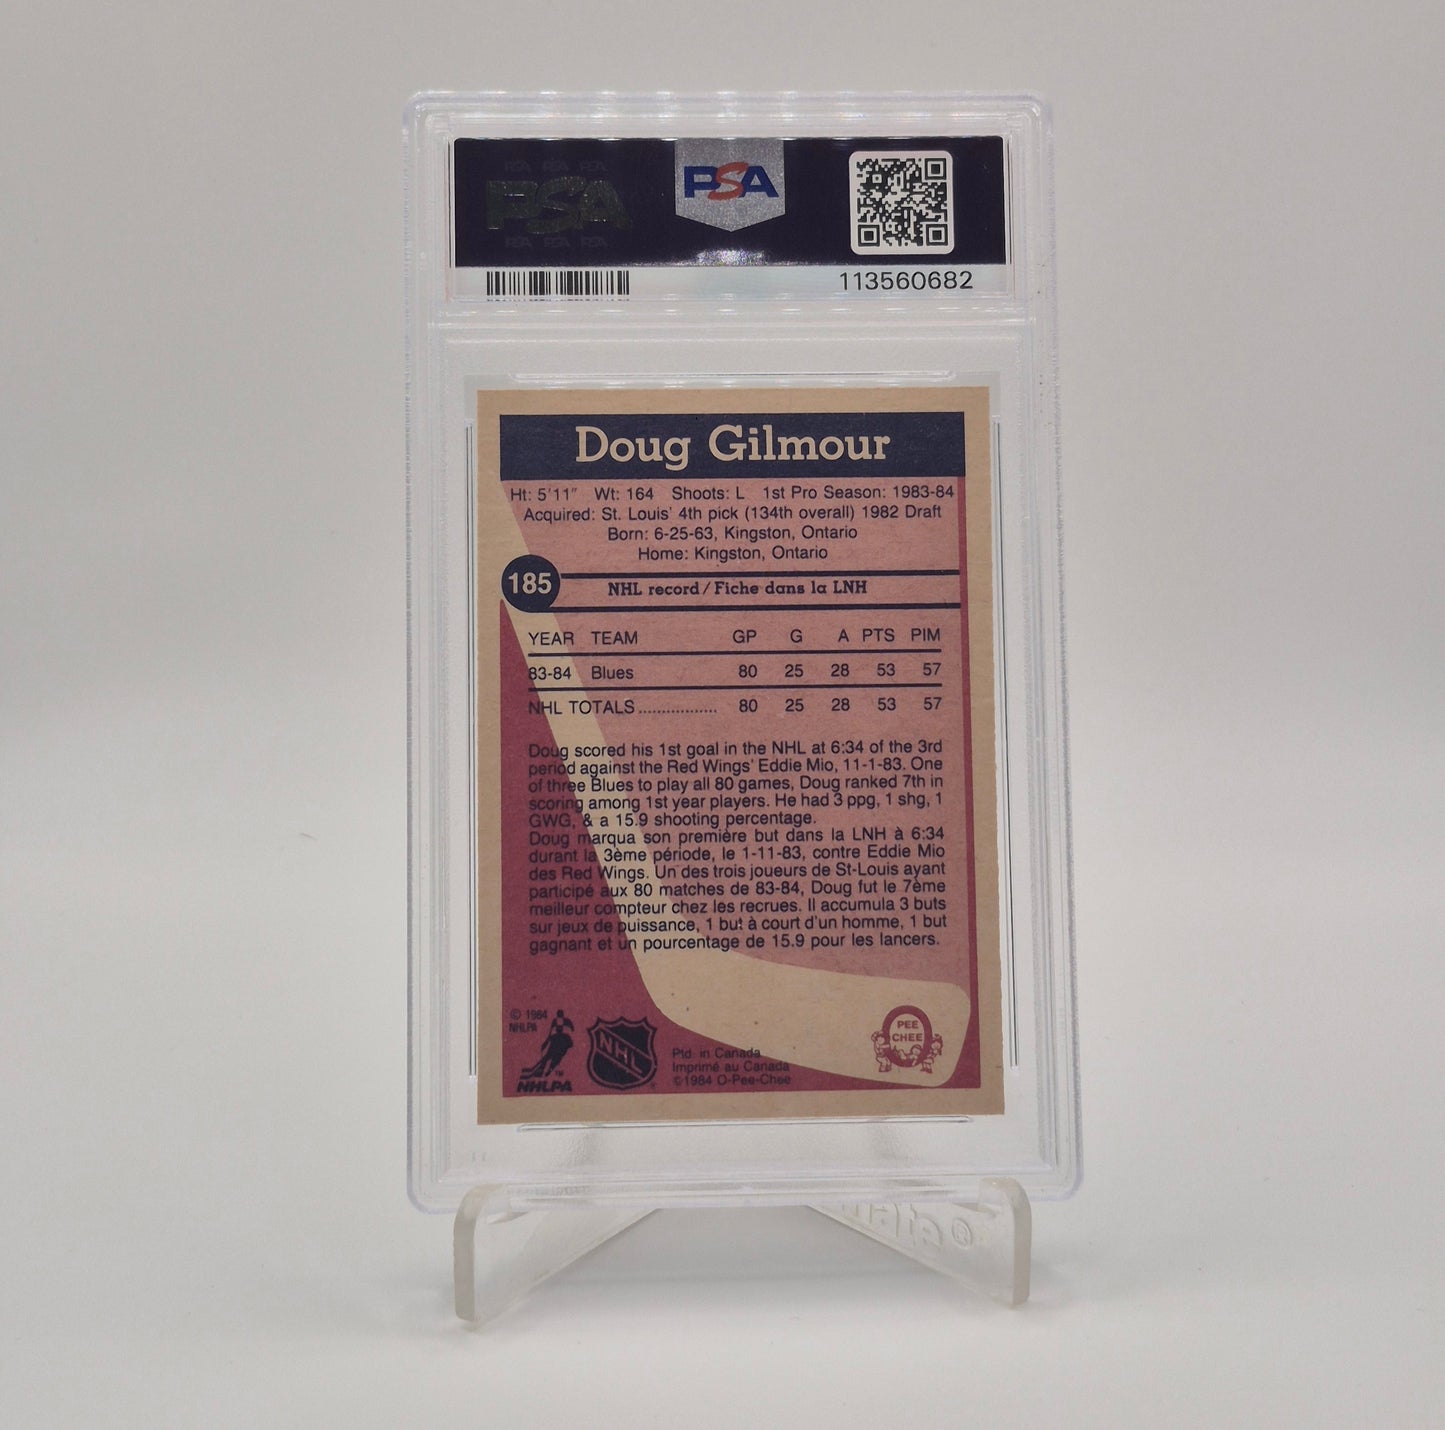 PSA PSA PSA
PSA
PSA PSA PSA
PSA
113560682
Doug Gilmour
Ht: 5'11" Wt: 164 Shoots: L 1st Pro Season: 1983-84
Acquired: St. Louis' 4th pick (134th overall) 1982 Draft
Born: 6-25-63, Kingston, Ontario
Home: Kingston, Ontario
185
NHL record/Fiche dans la LNH
YEAR TEAM GP G A PTS PIM
83-84 Blues 80 25 28 53 57
NHL TOTALS ................. 80 25 28 53 57
Doug scored his 1st goal in the NHL at 6:34 of the 3rd
period against the Red Wings' Eddie Mio, 11-1-83. One
of three Blues to play all 80 games, Doug ranked 7th in
scoring among 1st year players. He had 3 ppg, 1 shg, 1
GWG, & a 15.9 shooting percentage.
Doug marqua son première but dans la LNH à 6:34
durant la 3ème période, le 1-11-83, contre Eddie Mio
des Red Wings. Un des trois joueurs de St-Louis ayant
participé aux 80 matches de 83-84, Doug fut le 7ème
meilleur compteur chez les recrues. Il accumula 3 buts
sur jeux de puissance, 1 but à court d'un homme, 1 but
gagnant et un pourcentage de 15.9 pour les lancers.
© 1984
NHLPA
NHLPA
TM
NHL
Ptd. in Canada
Imprimé au Canada
©1984 O-Pee-Chee
O
PEE
CHEE